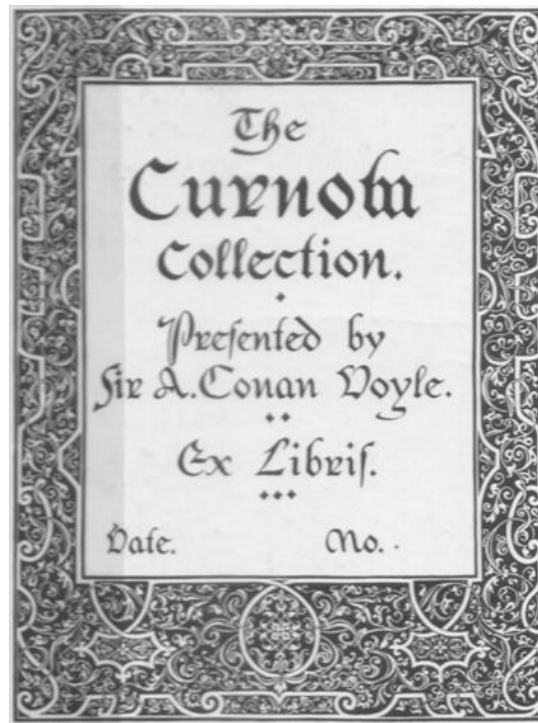 The
Curnow
Collection.
Preſented by
Sir A. Conan Doyle.
Ex Libriſ.
Date. No.